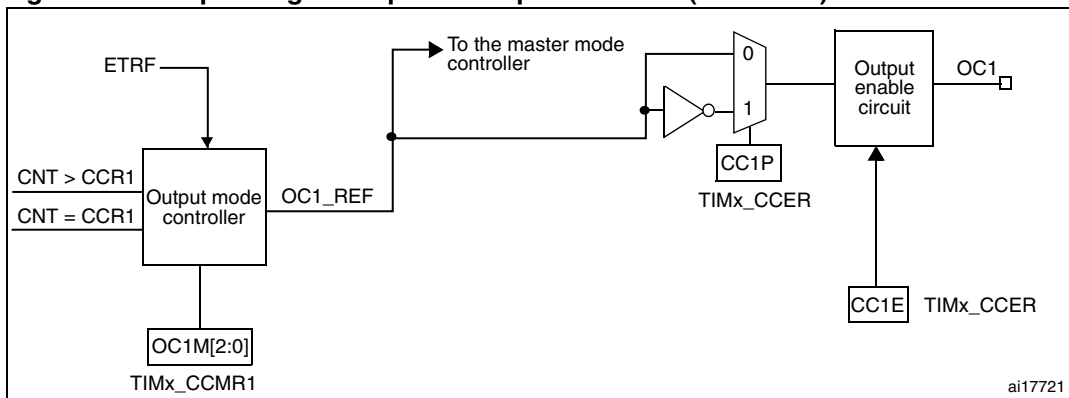 To the master mode
controller
ETRF
0
1
Output
enable
circuit
OC1
CC1P
TIMx_CCER
CNT > CCR1
CNT = CCR1
Output mode
controller
OC1_REF
CC1E
TIMx_CCER
OC1M[2:0]
TIMx_CCMR1
ai17721